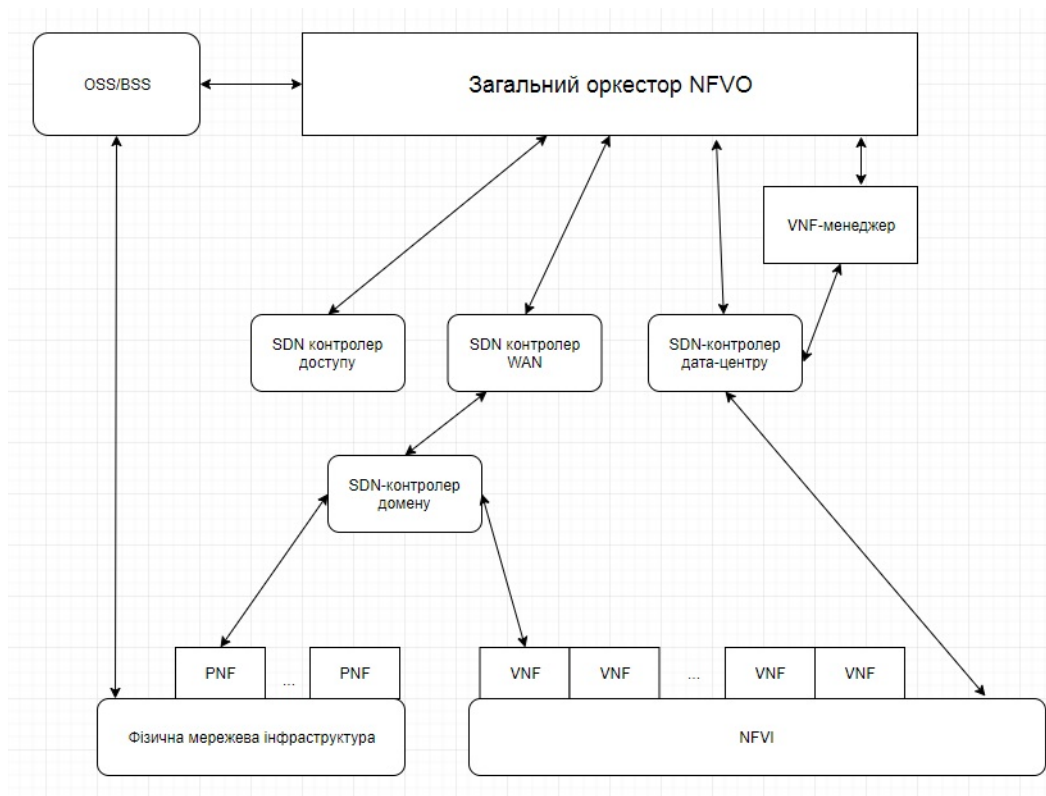 OSS/BSS
Загальний оркестор NFVO
VNF-менеджер
SDN контролер
доступу
SDN контролер
WAN
SDN-контролер
дата-центру
SDN-контролер
домену
PNF
...
PNF
VNF
VNF
...
VNF
VNF
Фізична мережева інфраструктура
NFVI